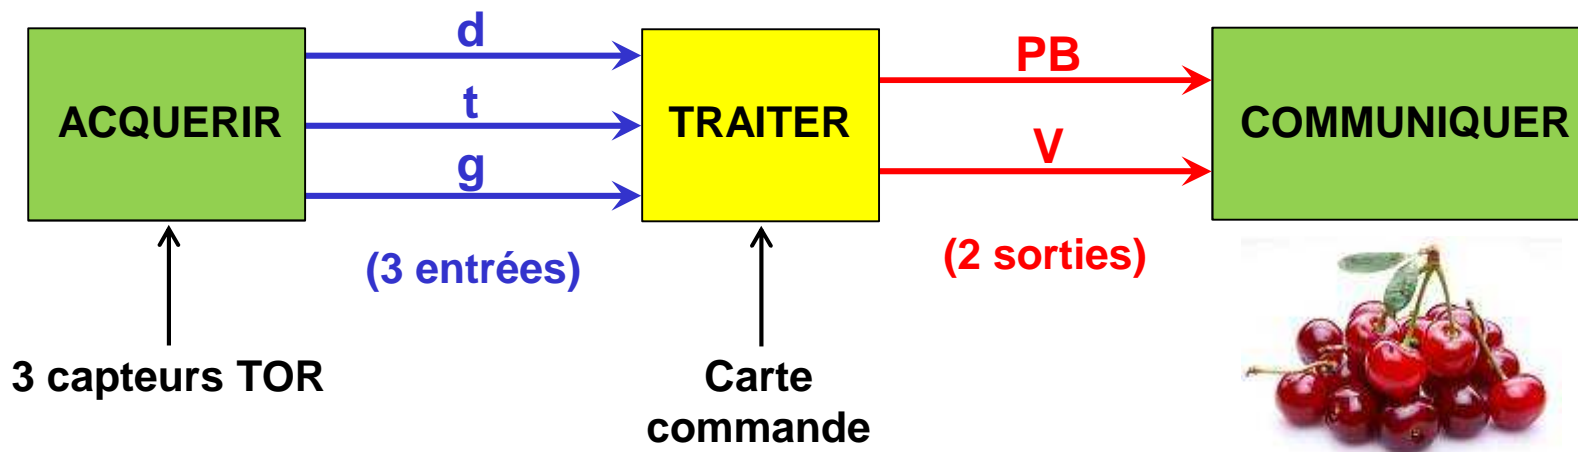 d
PB
ACQUERIR
t
TRAITER
COMMUNIQUER
V
g
(3 entrées)
(2 sorties)
3 capteurs TOR
Carte
commande